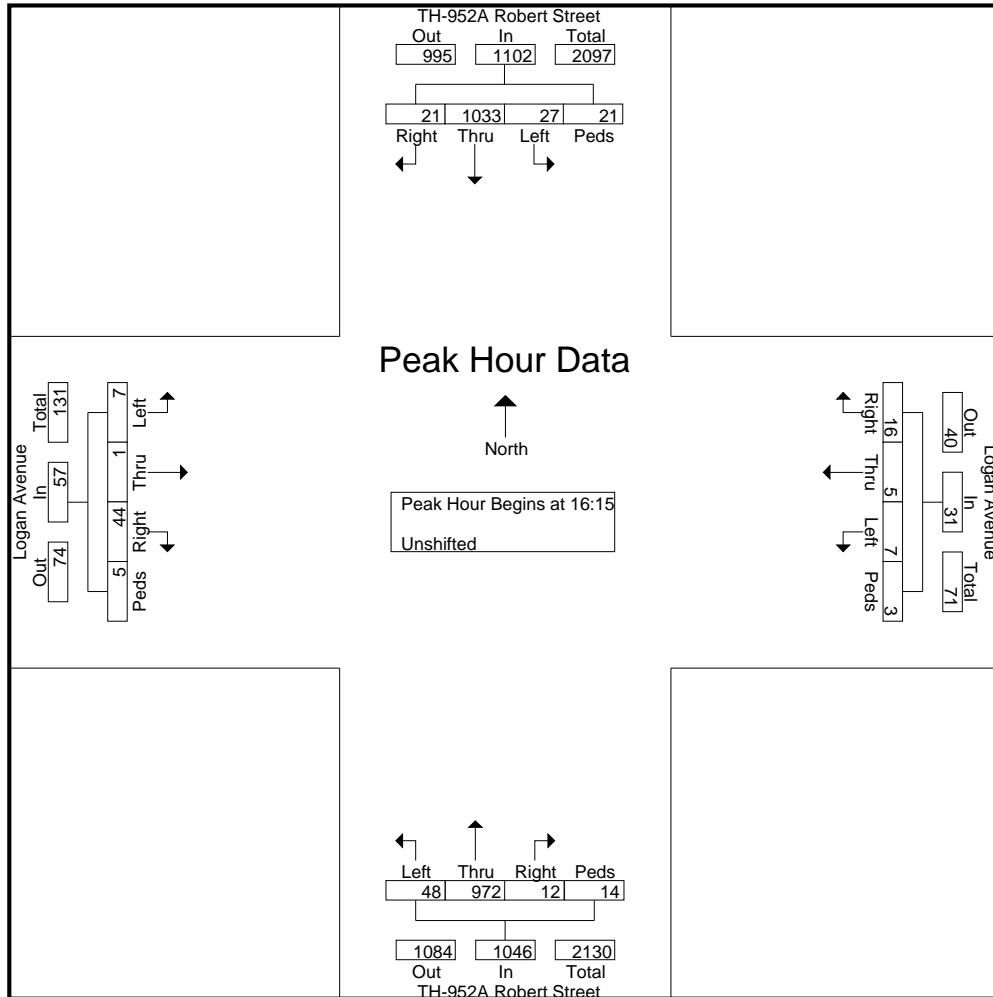 TH-952A Robert Street
Out In Total
995 1102 2097
21 1033 27 21
Right Thru Left Peds
Peak Hour Data
North
Peak Hour Begins at 16:15
Unshifted
Logan Avenue
Out In Total
74 57 131
Left Thru Right Peds
7 1 44 5
Logan Avenue
Out In Total
40 31 71
Right Thru Left Peds
16 5 7 3
Left Thru Right Peds
48 972 12 14
1084 1046 2130
Out In Total
TH-952A Robert Street